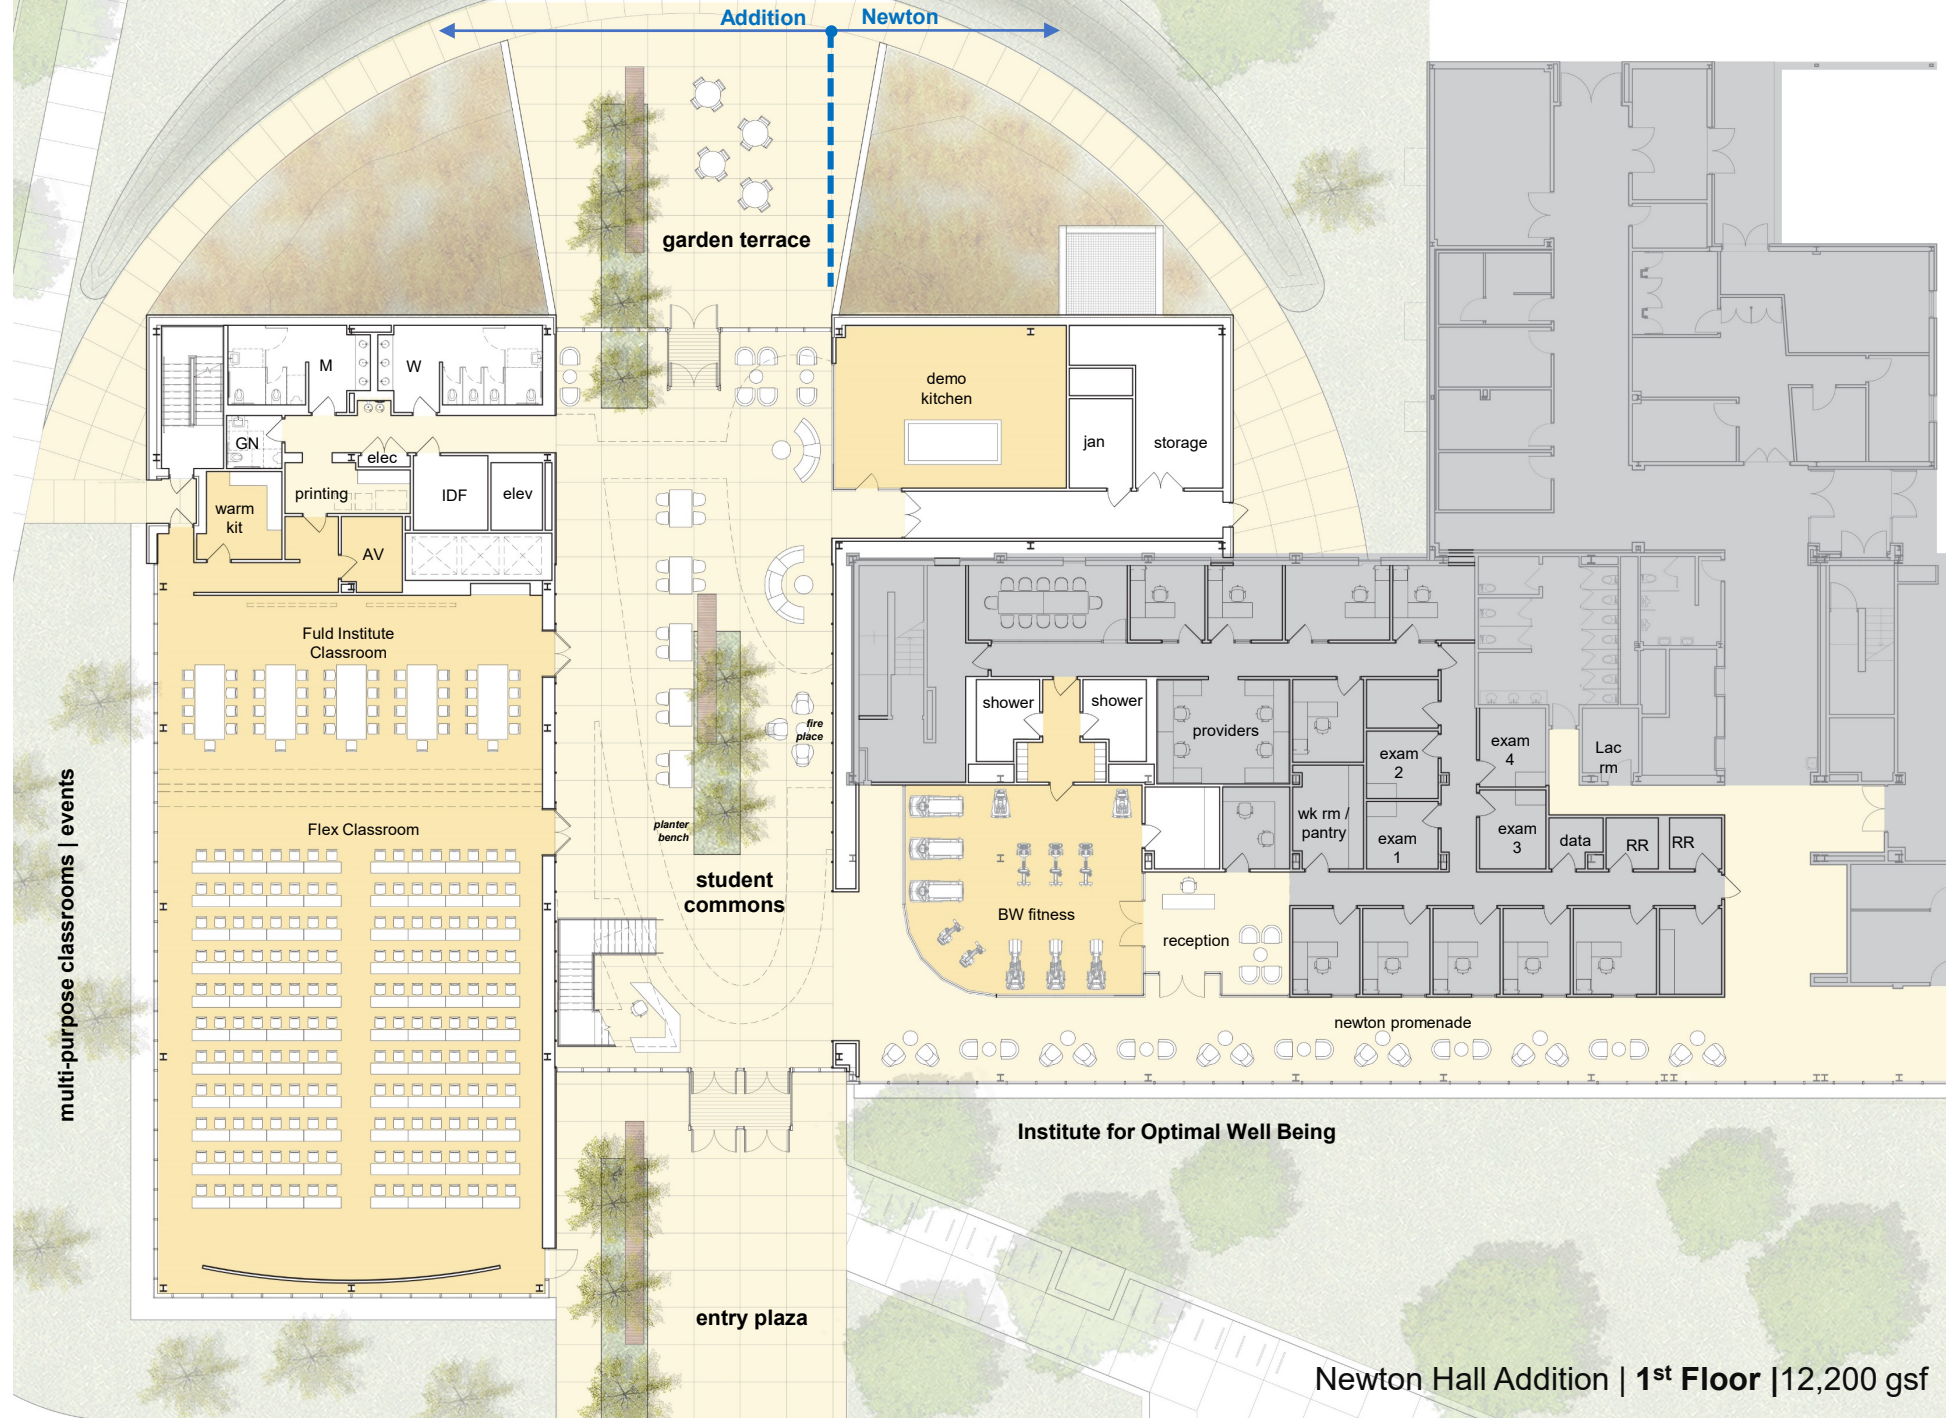 Addition
Newton
garden terrace
M
W
demo
kitchen
GN
elec
jan
storage
printing
IDF
elev
warm
kit
AV
Fuld Institute
Classroom
shower
shower
fire
place
providers
exam
2
exam
4
Lac
rm
multi-purpose classrooms | events
Flex Classroom
planter
bench
wk rm /
pantry
exam
1
exam
3
data
RR
RR
student
commons
BW fitness
reception
newton promenade
Institute for Optimal Well Being
entry plaza
Newton Hall Addition | 1st Floor |12,200 gsf